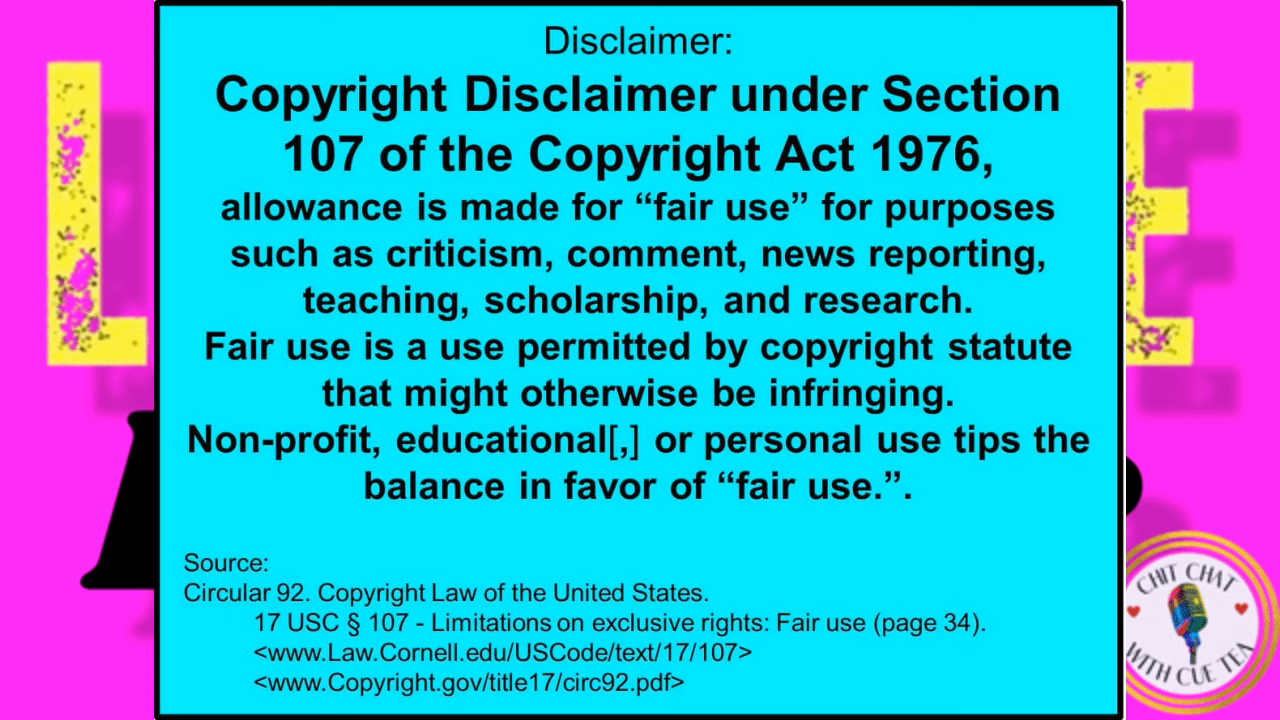 Disclaimer:
Copyright Disclaimer under Section
107 of the Copyright Act 1976,
allowance is made for “fair use” for purposes
such as criticism, comment, news reporting,
teaching, scholarship, and research.
Fair use is a use permitted by copyright statute
that might otherwise be infringing.
Non-profit, educational[,] or personal use tips the
balance in favor of “fair use.”.
Source:
Circular 92. Copyright Law of the United States.
17 USC § 107 - Limitations on exclusive rights: Fair use (page 34).
<www.Law.Cornell.edu/USCode/text/17/107>
<www.Copyright.gov/title17/circ92.pdf>
L
E
CHIT CHAT
WITH CUE TEA